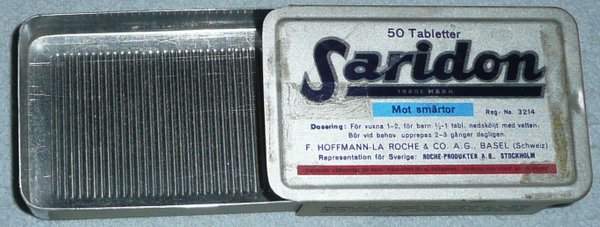 50 Tabletter
Saridon
TRADE MARK
Mot smärtor
Reg. No. 3214
Dosering: För vuxna 1-2, för barn ½-1 tabl. nedsköljt med vatten.
Bör vid behov upprepas 2-3 gånger dagligen.
F. HOFFMANN-LA ROCHE & CO. A.G., BASEL (Schweiz)
Representation för Sverige: ROCHE-PRODUKTER A.B., STOCKHOLM